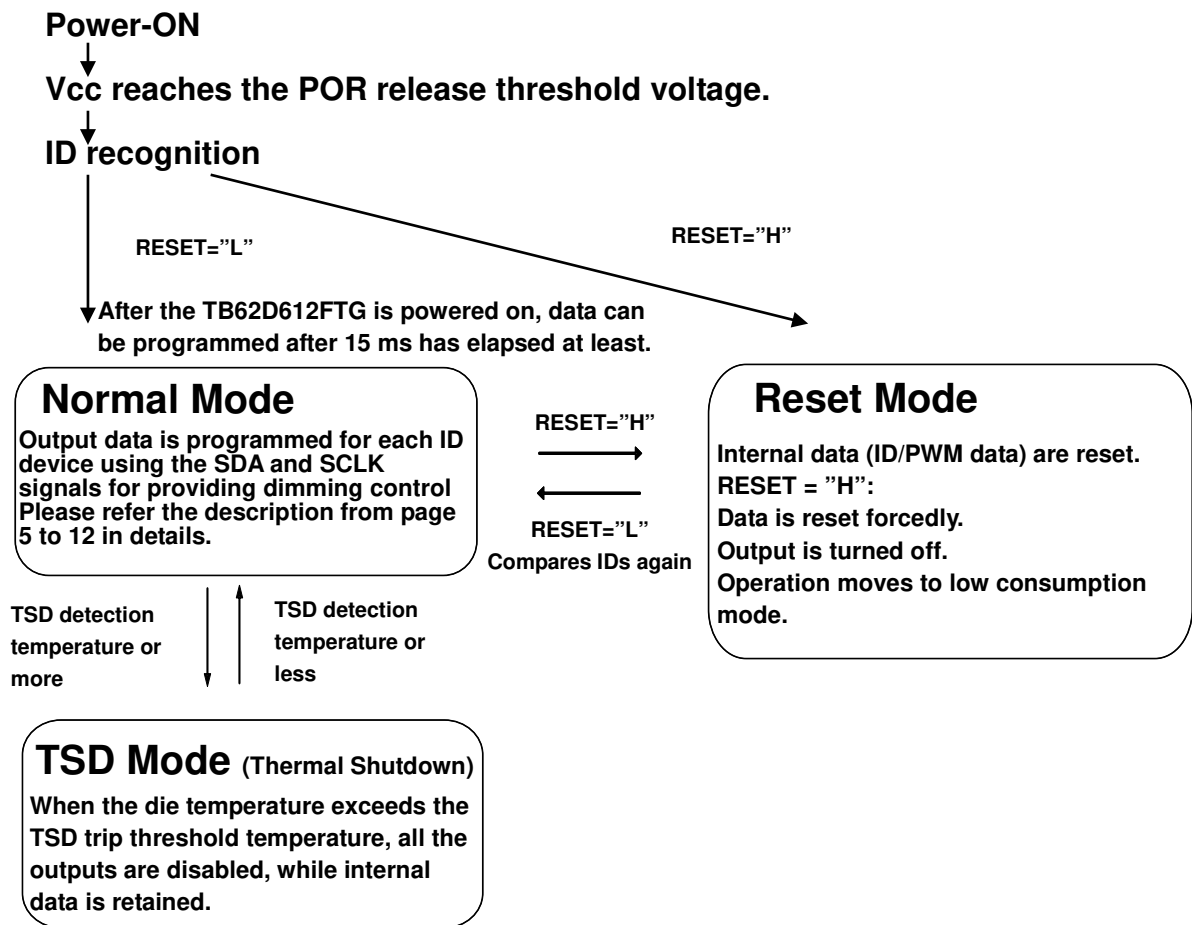 Power-ON
Vcc reaches the POR release threshold voltage.
ID recognition
RESET=”L”
RESET=”H”
After the TB62D612FTG is powered on, data can
be programmed after 15 ms has elapsed at least.
Normal Mode
Output data is programmed for each ID
device using the SDA and SCLK
signals for providing dimming control
Please refer the description from page
5 to 12 in details.
RESET=”H”
RESET=”L”
Compares IDs again
Reset Mode
Internal data (ID/PWM data) are reset.
RESET = ”H”:
Data is reset forcedly.
Output is turned off.
Operation moves to low consumption
mode.
TSD detection
temperature or
more
TSD detection
temperature or
less
TSD Mode (Thermal Shutdown)
When the die temperature exceeds the
TSD trip threshold temperature, all the
outputs are disabled, while internal
data is retained.